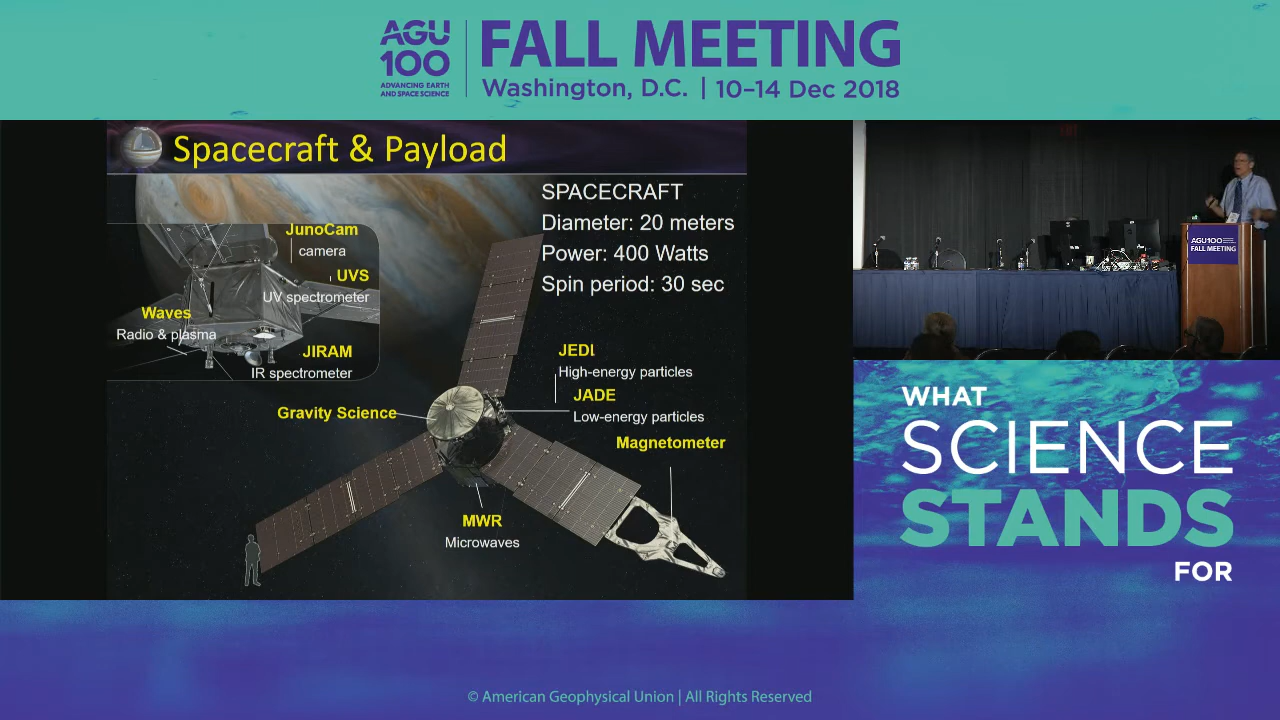 AGU
100
ADVANCING EARTH
AND SPACE SCIENCE
FALL MEETING
Washington, D.C. | 10–14 Dec 2018
Spacecraft & Payload
SPACECRAFT
Diameter: 20 meters
Power: 400 Watts
Spin period: 30 sec
JunoCam
camera
UVS
UV spectrometer
Waves
Radio & plasma
JIRAM
IR spectrometer
JEDI
High-energy particles
JADE
Low-energy particles
Gravity Science
Magnetometer
MWR
Microwaves
AGU100
FALL MEETING
WHAT
SCIENCE
STANDS
FOR
© American Geophysical Union | All Rights Reserved